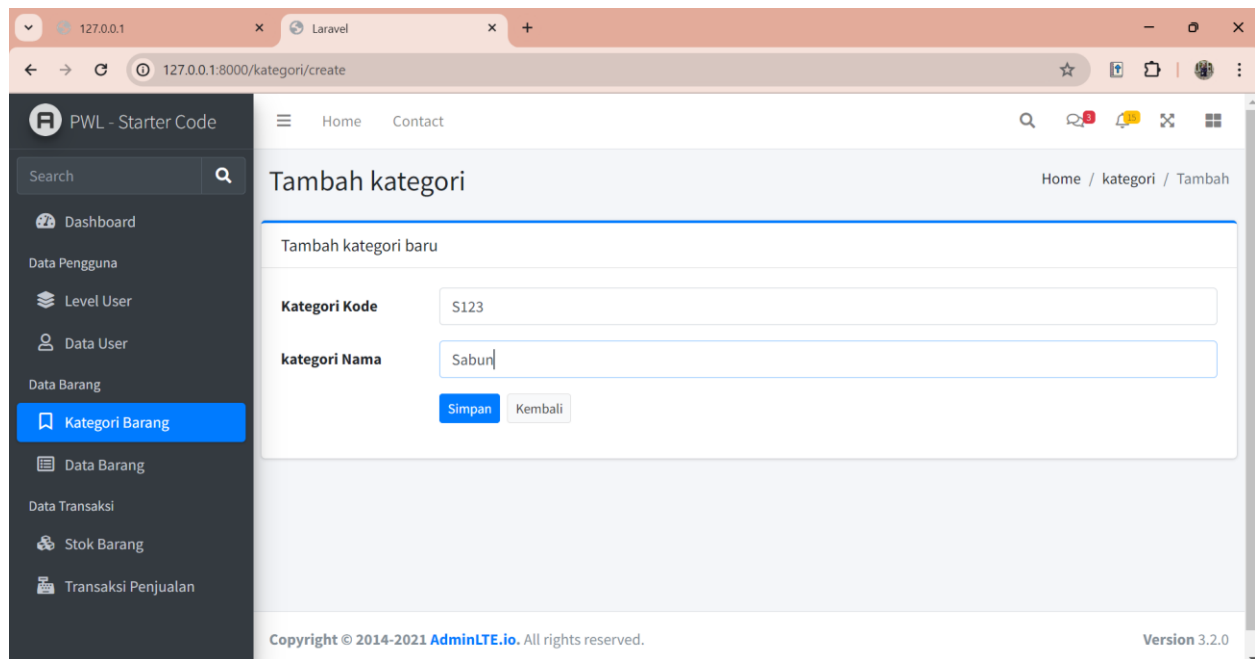 127.0.0.1
Laravel
127.0.0.1:8000/kategori/create
PWL - Starter Code
Home Contact
3
15
Search
Tambah kategori
Home / kategori / Tambah
Dashboard
Data Pengguna
Level User
Data User
Data Barang
Kategori Barang
Data Barang
Data Transaksi
Stok Barang
Transaksi Penjualan
Tambah kategori baru
Kategori Kode S123
kategori Nama Sabun
Simpan Kembali
Copyright © 2014-2021 AdminLTE.io. All rights reserved.
Version 3.2.0